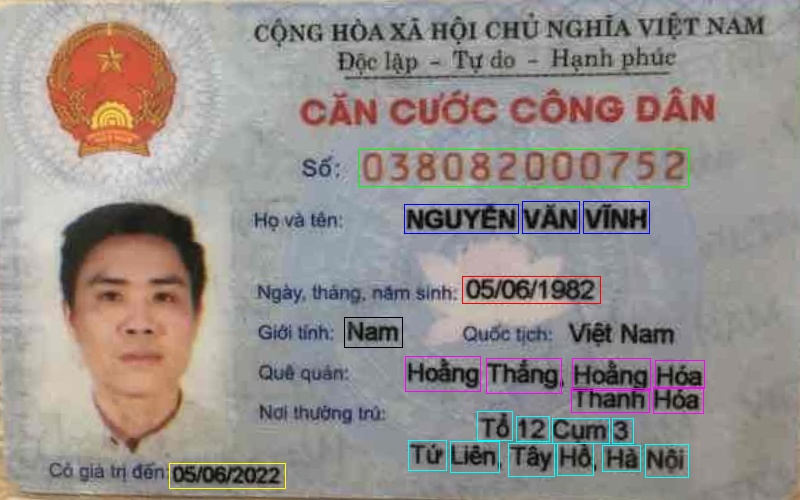 CỘNG HÒA XÃ HỘI CHỦ NGHĨA VIỆT NAM
Độc lập - Tự do - Hạnh phúc
CĂN CƯỚC CÔNG DÂN
Số: 038082000752
Họ và tên: NGUYỄN VĂN VĨNH
Ngày, tháng, năm sinh: 05/06/1982
Giới tính: Nam Quốc tịch: Việt Nam
Quê quán: Hoằng Thắng, Hoằng Hóa
Thanh Hóa
Nơi thường trú: Tổ 12 Cụm 3
Tứ Liên, Tây Hồ, Hà Nội
Có giá trị đến: 05/06/2022